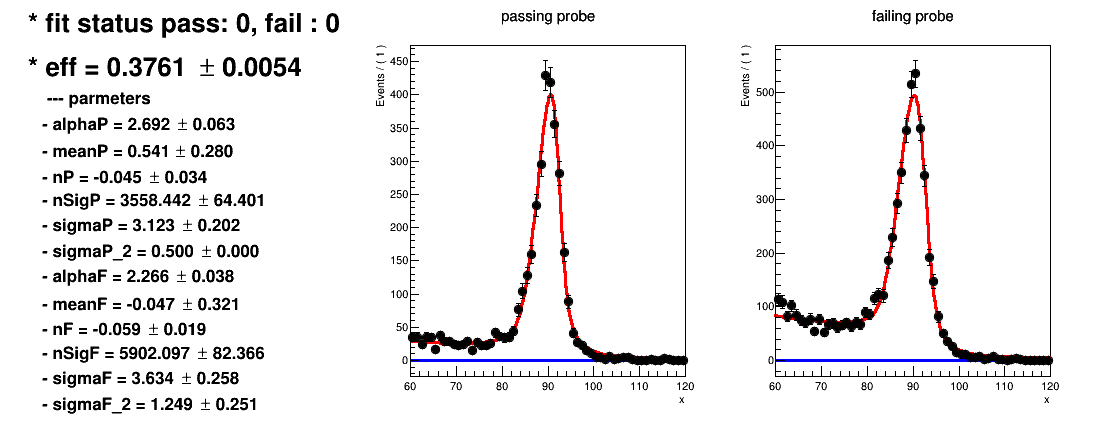 * fit status pass: 0, fail : 0
* eff = 0.3761 ± 0.0054
--- parmeters
- alphaP = 2.692 ± 0.063
- meanP = 0.541 ± 0.280
- nP = -0.045 ± 0.034
- nSigP = 3558.442 ± 64.401
- sigmaP = 3.123 ± 0.202
- sigmaP_2 = 0.500 ± 0.000
- alphaF = 2.266 ± 0.038
- meanF = -0.047 ± 0.321
- nF = -0.059 ± 0.019
- nSigF = 5902.097 ± 82.366
- sigmaF = 3.634 ± 0.258
- sigmaF_2 = 1.249 ± 0.251
passing probe
Events / ( 1 )
450
400
350
300
250
200
150
100
50
0
60 70 80 90 100 110 120
x
failing probe
Events / ( 1 )
500
400
300
200
100
0
60 70 80 90 100 110 120
x